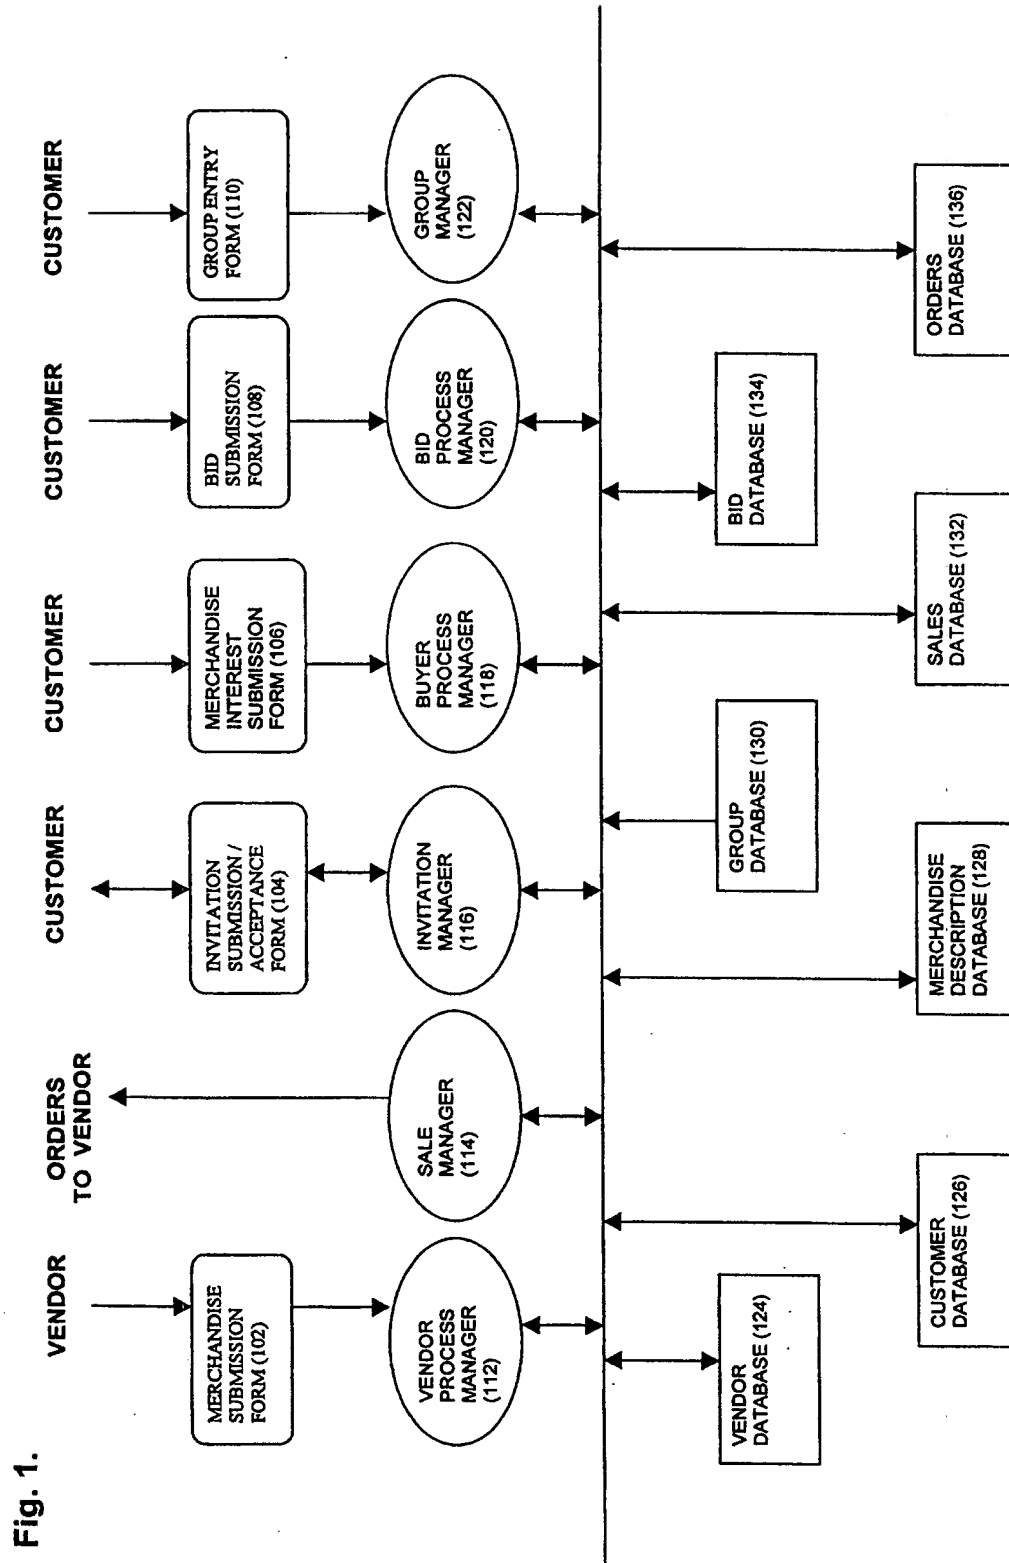 Fig. 1.
VENDOR
ORDERS
TO VENDOR
CUSTOMER
CUSTOMER
CUSTOMER
CUSTOMER
MERCHANDISE
SUBMISSION
FORM (102)
INVITATION
SUBMISSION /
ACCEPTANCE
FORM (104)
MERCHANDISE
INTEREST
SUBMISSION
FORM (106)
BID
SUBMISSION
FORM (108)
GROUP ENTRY
FORM (110)
VENDOR
PROCESS
MANAGER
(112)
SALE
MANAGER
(114)
INVITATION
MANAGER
(116)
BUYER
PROCESS
MANAGER
(118)
BID
PROCESS
MANAGER
(120)
GROUP
MANAGER
(122)
VENDOR
DATABASE (124)
GROUP
DATABASE (130)
BID
DATABASE (134)
CUSTOMER
DATABASE (126)
MERCHANDISE
DESCRIPTION
DATABASE (128)
SALES
DATABASE (132)
ORDERS
DATABASE (136)